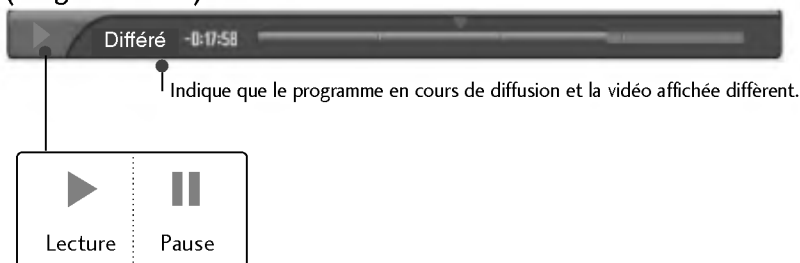 Différé -0:17:58
Indique que le programme en cours de diffusion et la vidéo affichée diffèrent.
Lecture Pause